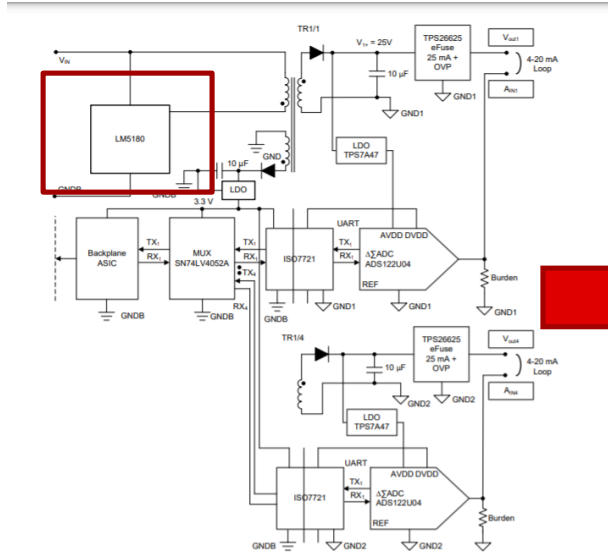 TR1/1
V1x = 25V
TPS26625
eFuse
25 mA +
OVP
Vout1
4-20 mA
Loop
AIN1
VIN
10 µF
GND1
LM5180
LDO
TPS7A47
10 µF
GND
GNDB
GNDB
LDO
3.3 V
UART
AVDD DVDD
Backplane
ASIC
TX1
RX1
MUX
SN74LV4052A
TX1
RX1
TX4
RX4
ISO7721
TX1
RX1
ΔΣADC
ADS122U04
REF
Burden
GNDB
GNDB
GNDB
GND1
GND1
GND1
TR1/4
TPS26625
eFuse
25 mA +
OVP
Vout4
4-20 mA
Loop
AIN4
10 µF
GND2
GND2
LDO
TPS7A47
UART
AVDD DVDD
ISO7721
TX1
RX1
ΔΣADC
ADS122U04
REF
Burden
GNDB
GND2
GND2